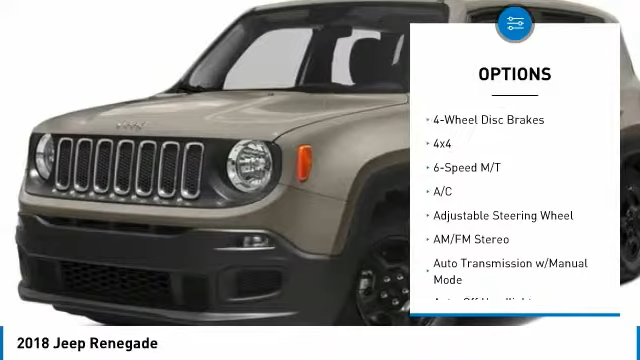 OPTIONS
4-Wheel Disc Brakes
4x4
6-Speed M/T
A/C
Adjustable Steering Wheel
AM/FM Stereo
Auto Transmission w/Manual
Mode
2018 Jeep Renegade